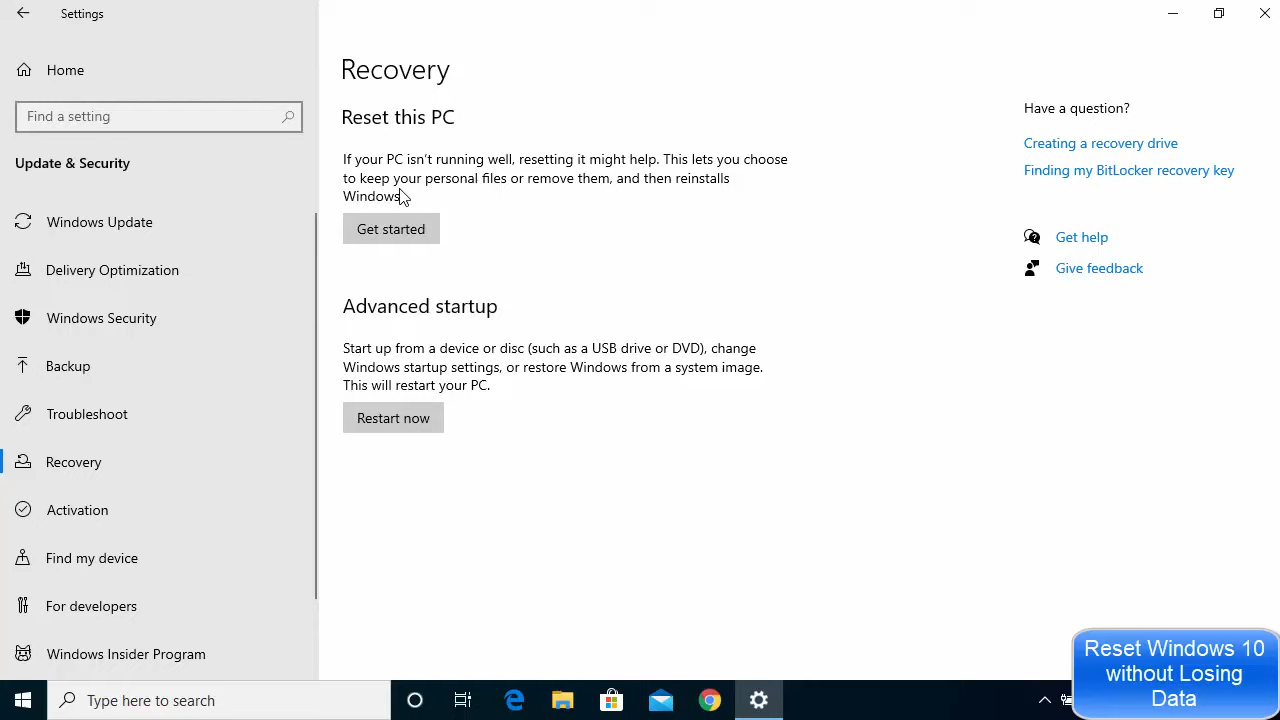 Settings
Home
Find a setting
Update & Security
Windows Update
Delivery Optimization
Windows Security
Backup
Troubleshoot
Recovery
Activation
Find my device
For developers
Windows Insider Program
Recovery
Reset this PC
If your PC isn't running well, resetting it might help. This lets you choose
to keep your personal files or remove them, and then reinstalls
Windows.
Get started
Advanced startup
Start up from a device or disc (such as a USB drive or DVD), change
Windows startup settings, or restore Windows from a system image.
This will restart your PC.
Restart now
Have a question?
Creating a recovery drive
Finding my BitLocker recovery key
Get help
Give feedback
Type here to search
Reset Windows 10
without Losing
Data